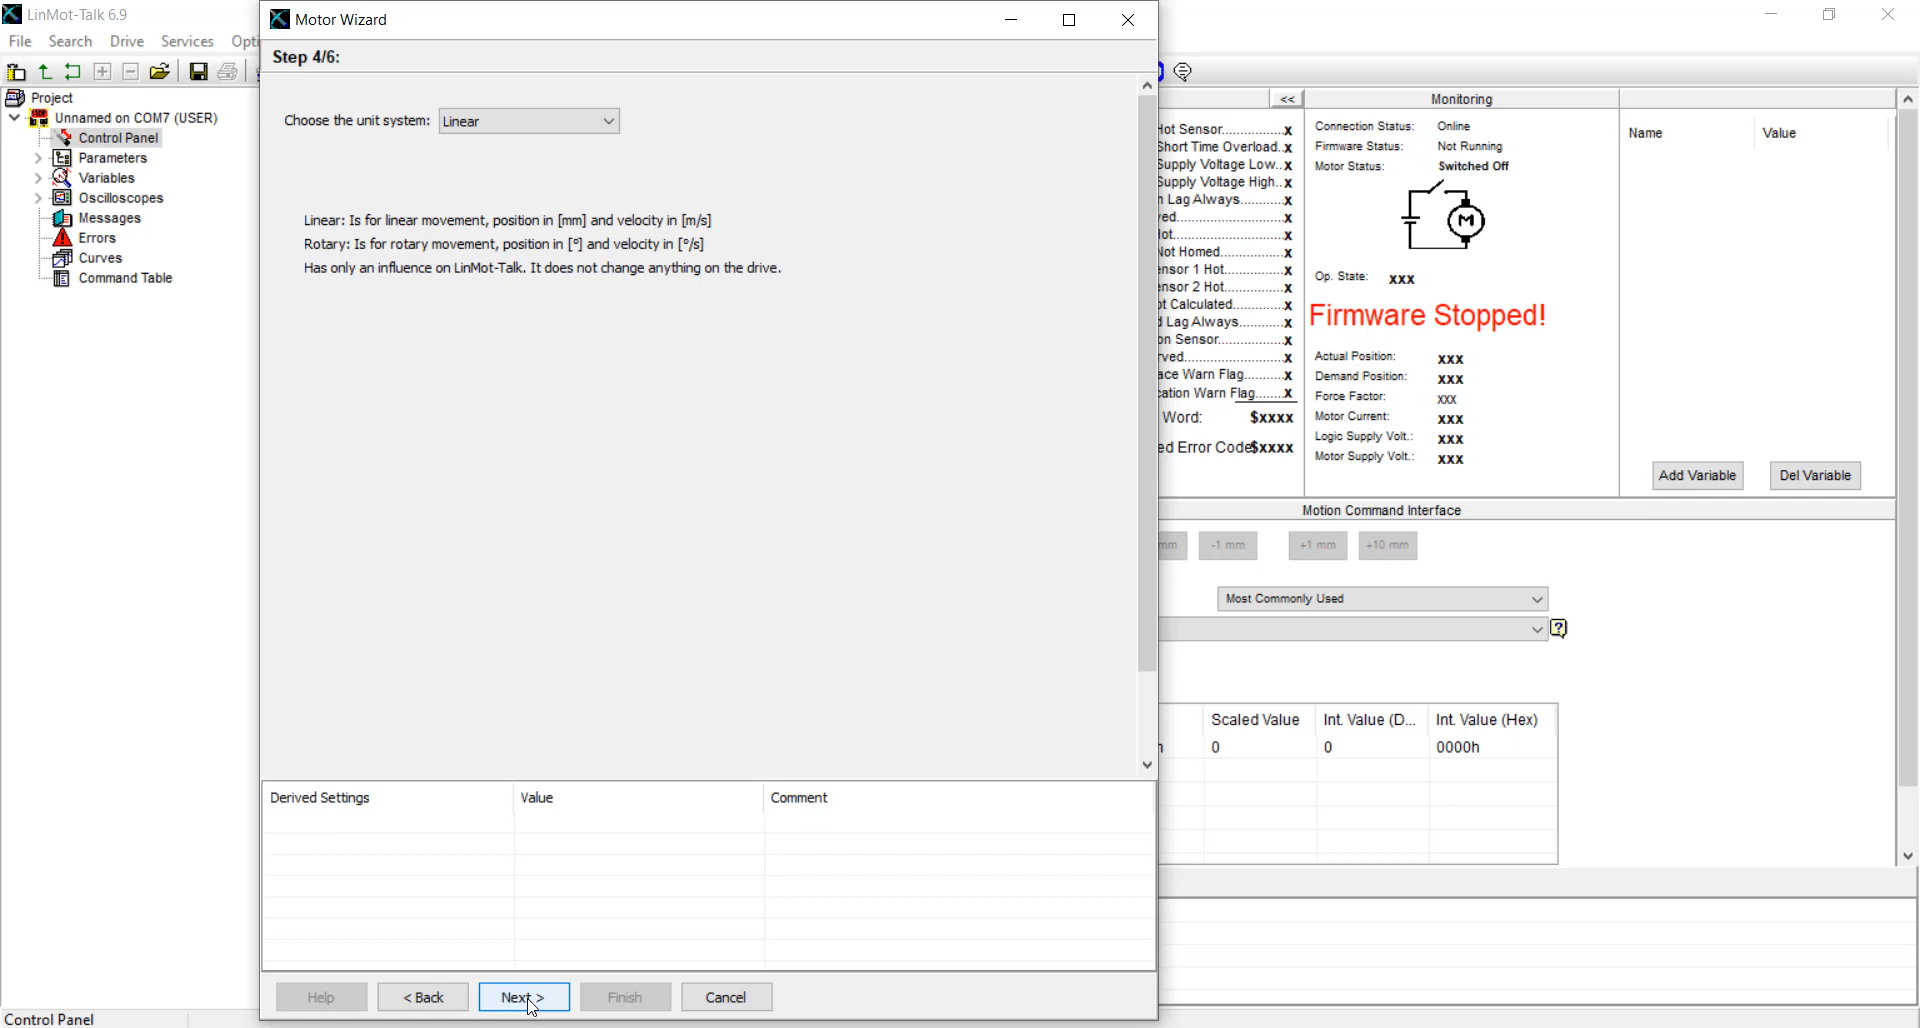 LinMot-Talk 6.9
File Search Drive Services Opti
Project
Unnamed on COM7 (USER)
Control Panel
Parameters
Variables
Oscilloscopes
Messages
Errors
Curves
Command Table
Control Panel
Motor Wizard
Step 4/6:
Choose the unit system: Linear
Linear: Is for linear movement, position in [mm] and velocity in [m/s]
Rotary: Is for rotary movement, position in [°] and velocity in [°/s]
Has only an influence on LinMot-Talk. It does not change anything on the drive.
Derived Settings Value Comment
Help < Back Next > Finish Cancel
<<
Hot Sensor................x
Short Time Overload..x
Supply Voltage Low..x
Supply Voltage High..x
n Lag Always............x
ved...........................x
lot............................x
Not Homed................x
ensor 1 Hot...............x
ensor 2 Hot...............x
ot Calculated............x
d Lag Always...........x
on Sensor.................x
rved..........................x
ace Warn Flag..........x
cation Warn Flag........x
Word: $xxxx
ed Error Code$xxxx
Monitoring
Connection Status: Online
Firmware Status: Not Running
Motor Status: Switched Off
M
Op. State: xxx
Firmware Stopped!
Actual Position: xxx
Demand Position: xxx
Force Factor: xxx
Motor Current: xxx
Logic Supply Volt.: xxx
Motor Supply Volt.: xxx
Name Value
Add Variable Del Variable
Motion Command Interface
mm -1 mm +1 mm +10 mm
Most Commonly Used
?
Scaled Value Int. Value (D... Int. Value (Hex)
0 0 0000h